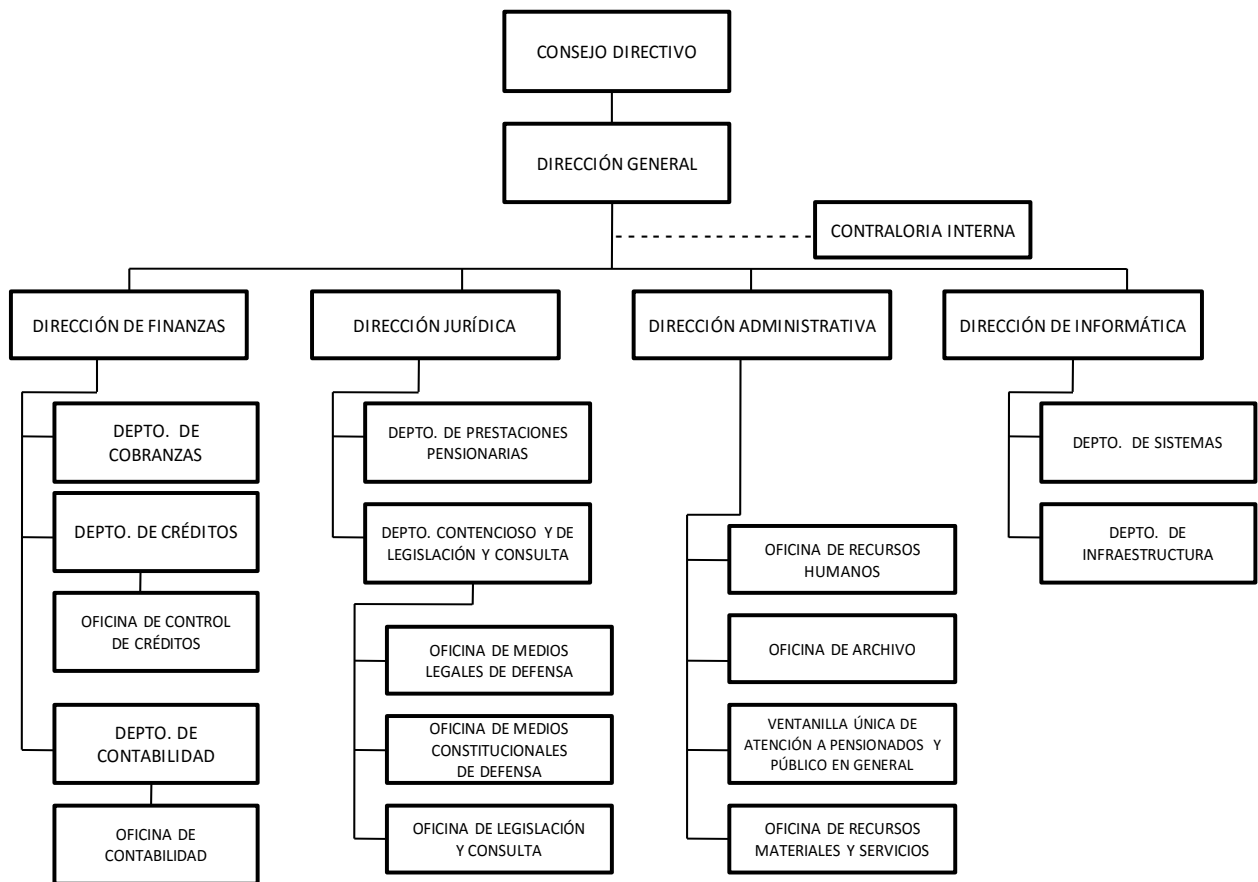 CONSEJO DIRECTIVO
DIRECCIÓN GENERAL
CONTRALORIA INTERNA
DIRECCIÓN DE FINANZAS
DIRECCIÓN JURÍDICA
DIRECCIÓN ADMINISTRATIVA
DIRECCIÓN DE INFORMÁTICA
DEPTO. DE
COBRANZAS
DEPTO. DE CRÉDITOS
OFICINA DE CONTROL
DE CRÉDITOS
DEPTO. DE
CONTABILIDAD
OFICINA DE
CONTABILIDAD
DEPTO. DE PRESTACIONES
PENSIONARIAS
DEPTO. CONTENCIOSO Y DE
LEGISLACIÓN Y CONSULTA
OFICINA DE MEDIOS
LEGALES DE DEFENSA
OFICINA DE MEDIOS
CONSTITUCIONALES
DE DEFENSA
OFICINA DE LEGISLACIÓN
Y CONSULTA
OFICINA DE RECURSOS
HUMANOS
OFICINA DE ARCHIVO
VENTANILLA ÚNICA DE
ATENCIÓN A PENSIONADOS Y
PÚBLICO EN GENERAL
OFICINA DE RECURSOS
MATERIALES Y SERVICIOS
DEPTO. DE SISTEMAS
DEPTO. DE
INFRAESTRUCTURA